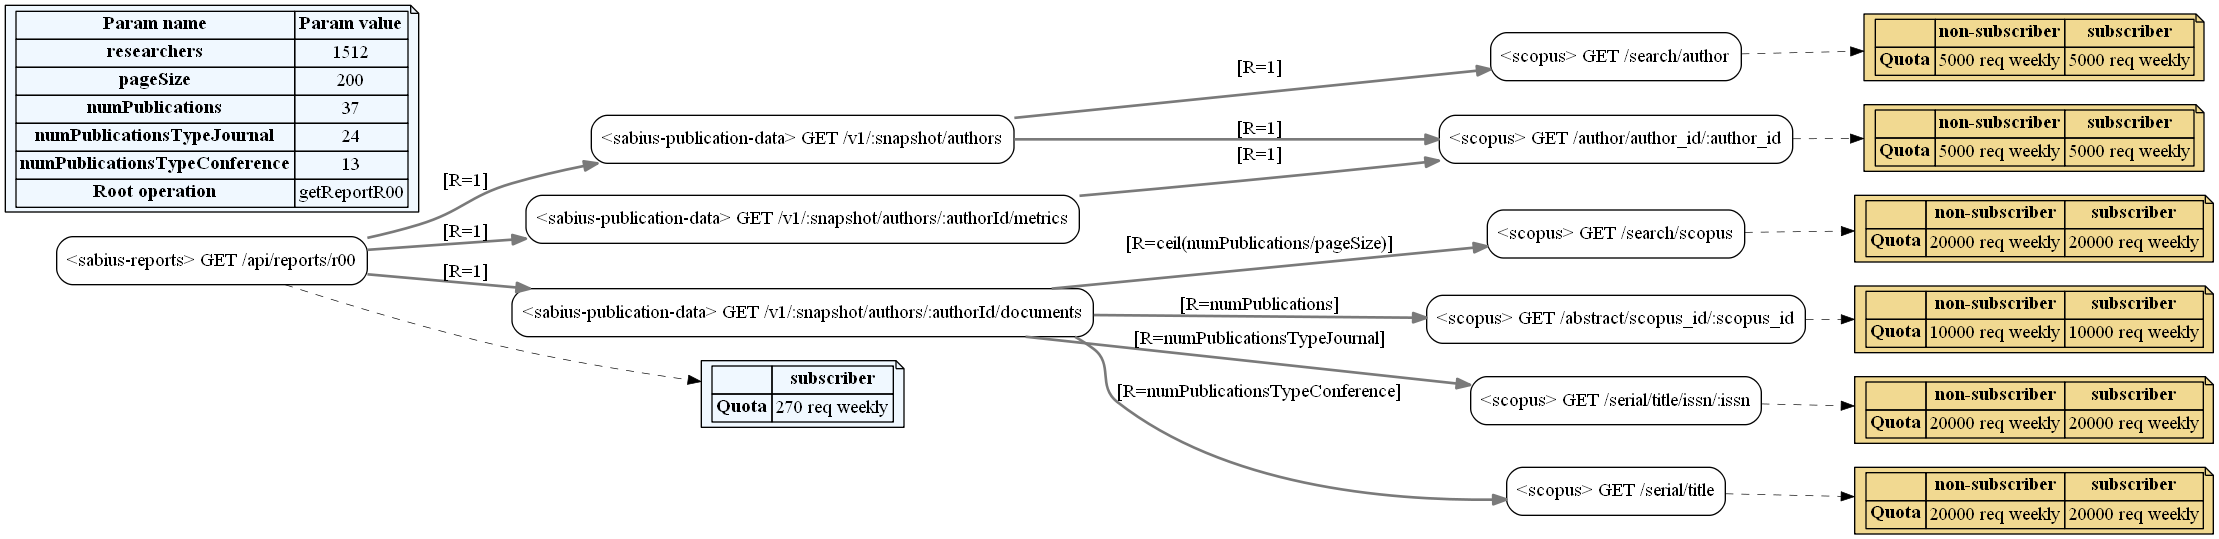 Param name Param value
researchers 1512
pageSize 200
numPublications 37
numPublicationsTypeJournal 24
numPublicationsTypeConference 13
Root operation getReportR00
<sabius-reports> GET /api/reports/r00
[R=1]
[R=1]
[R=1]
subscriber
Quota 270 req weekly
<sabius-publication-data> GET /v1/:snapshot/authors
<sabius-publication-data> GET /v1/:snapshot/authors/:authorId/metrics
<sabius-publication-data> GET /v1/:snapshot/authors/:authorId/documents
[R=1]
[R=1]
[R=1]
[R=ceil(numPublications/pageSize)]
[R=numPublications]
[R=numPublicationsTypeJournal]
[R=numPublicationsTypeConference]
<scopus> GET /search/author
non-subscriber subscriber
Quota 5000 req weekly 5000 req weekly
<scopus> GET /author/author_id/:author_id
non-subscriber subscriber
Quota 5000 req weekly 5000 req weekly
<scopus> GET /search/scopus
non-subscriber subscriber
Quota 20000 req weekly 20000 req weekly
<scopus> GET /abstract/scopus_id/:scopus_id
non-subscriber subscriber
Quota 10000 req weekly 10000 req weekly
<scopus> GET /serial/title/issn/:issn
non-subscriber subscriber
Quota 20000 req weekly 20000 req weekly
<scopus> GET /serial/title
non-subscriber subscriber
Quota 20000 req weekly 20000 req weekly